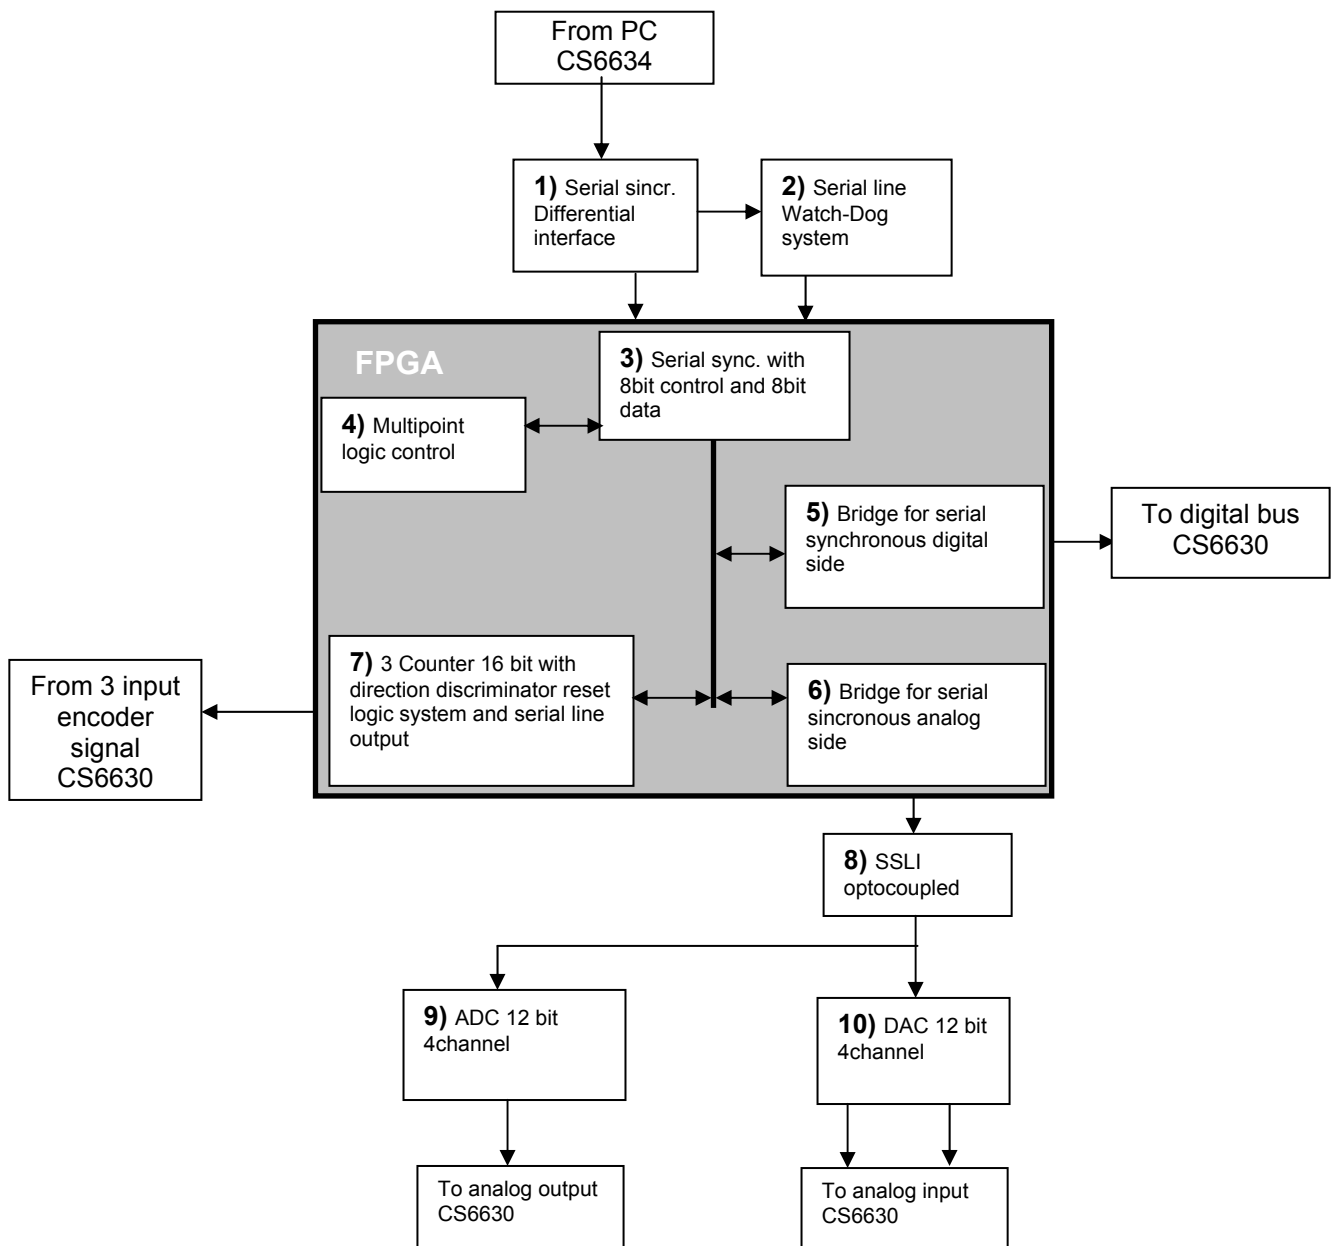 From PC
CS6634
1) Serial sincr.
Differential
interface
2) Serial line
Watch-Dog
system
FPGA
3) Serial sync. with
8bit control and 8bit
data
4) Multipoint
logic control
5) Bridge for serial
synchronous digital
side
To digital bus
CS6630
7) 3 Counter 16 bit with
direction discriminator reset
logic system and serial line
output
6) Bridge for serial
sincronous analog
side
From 3 input
encoder
signal
CS6630
8) SSLI
optocoupled
9) ADC 12 bit
4channel
10) DAC 12 bit
4channel
To analog output
CS6630
To analog input
CS6630